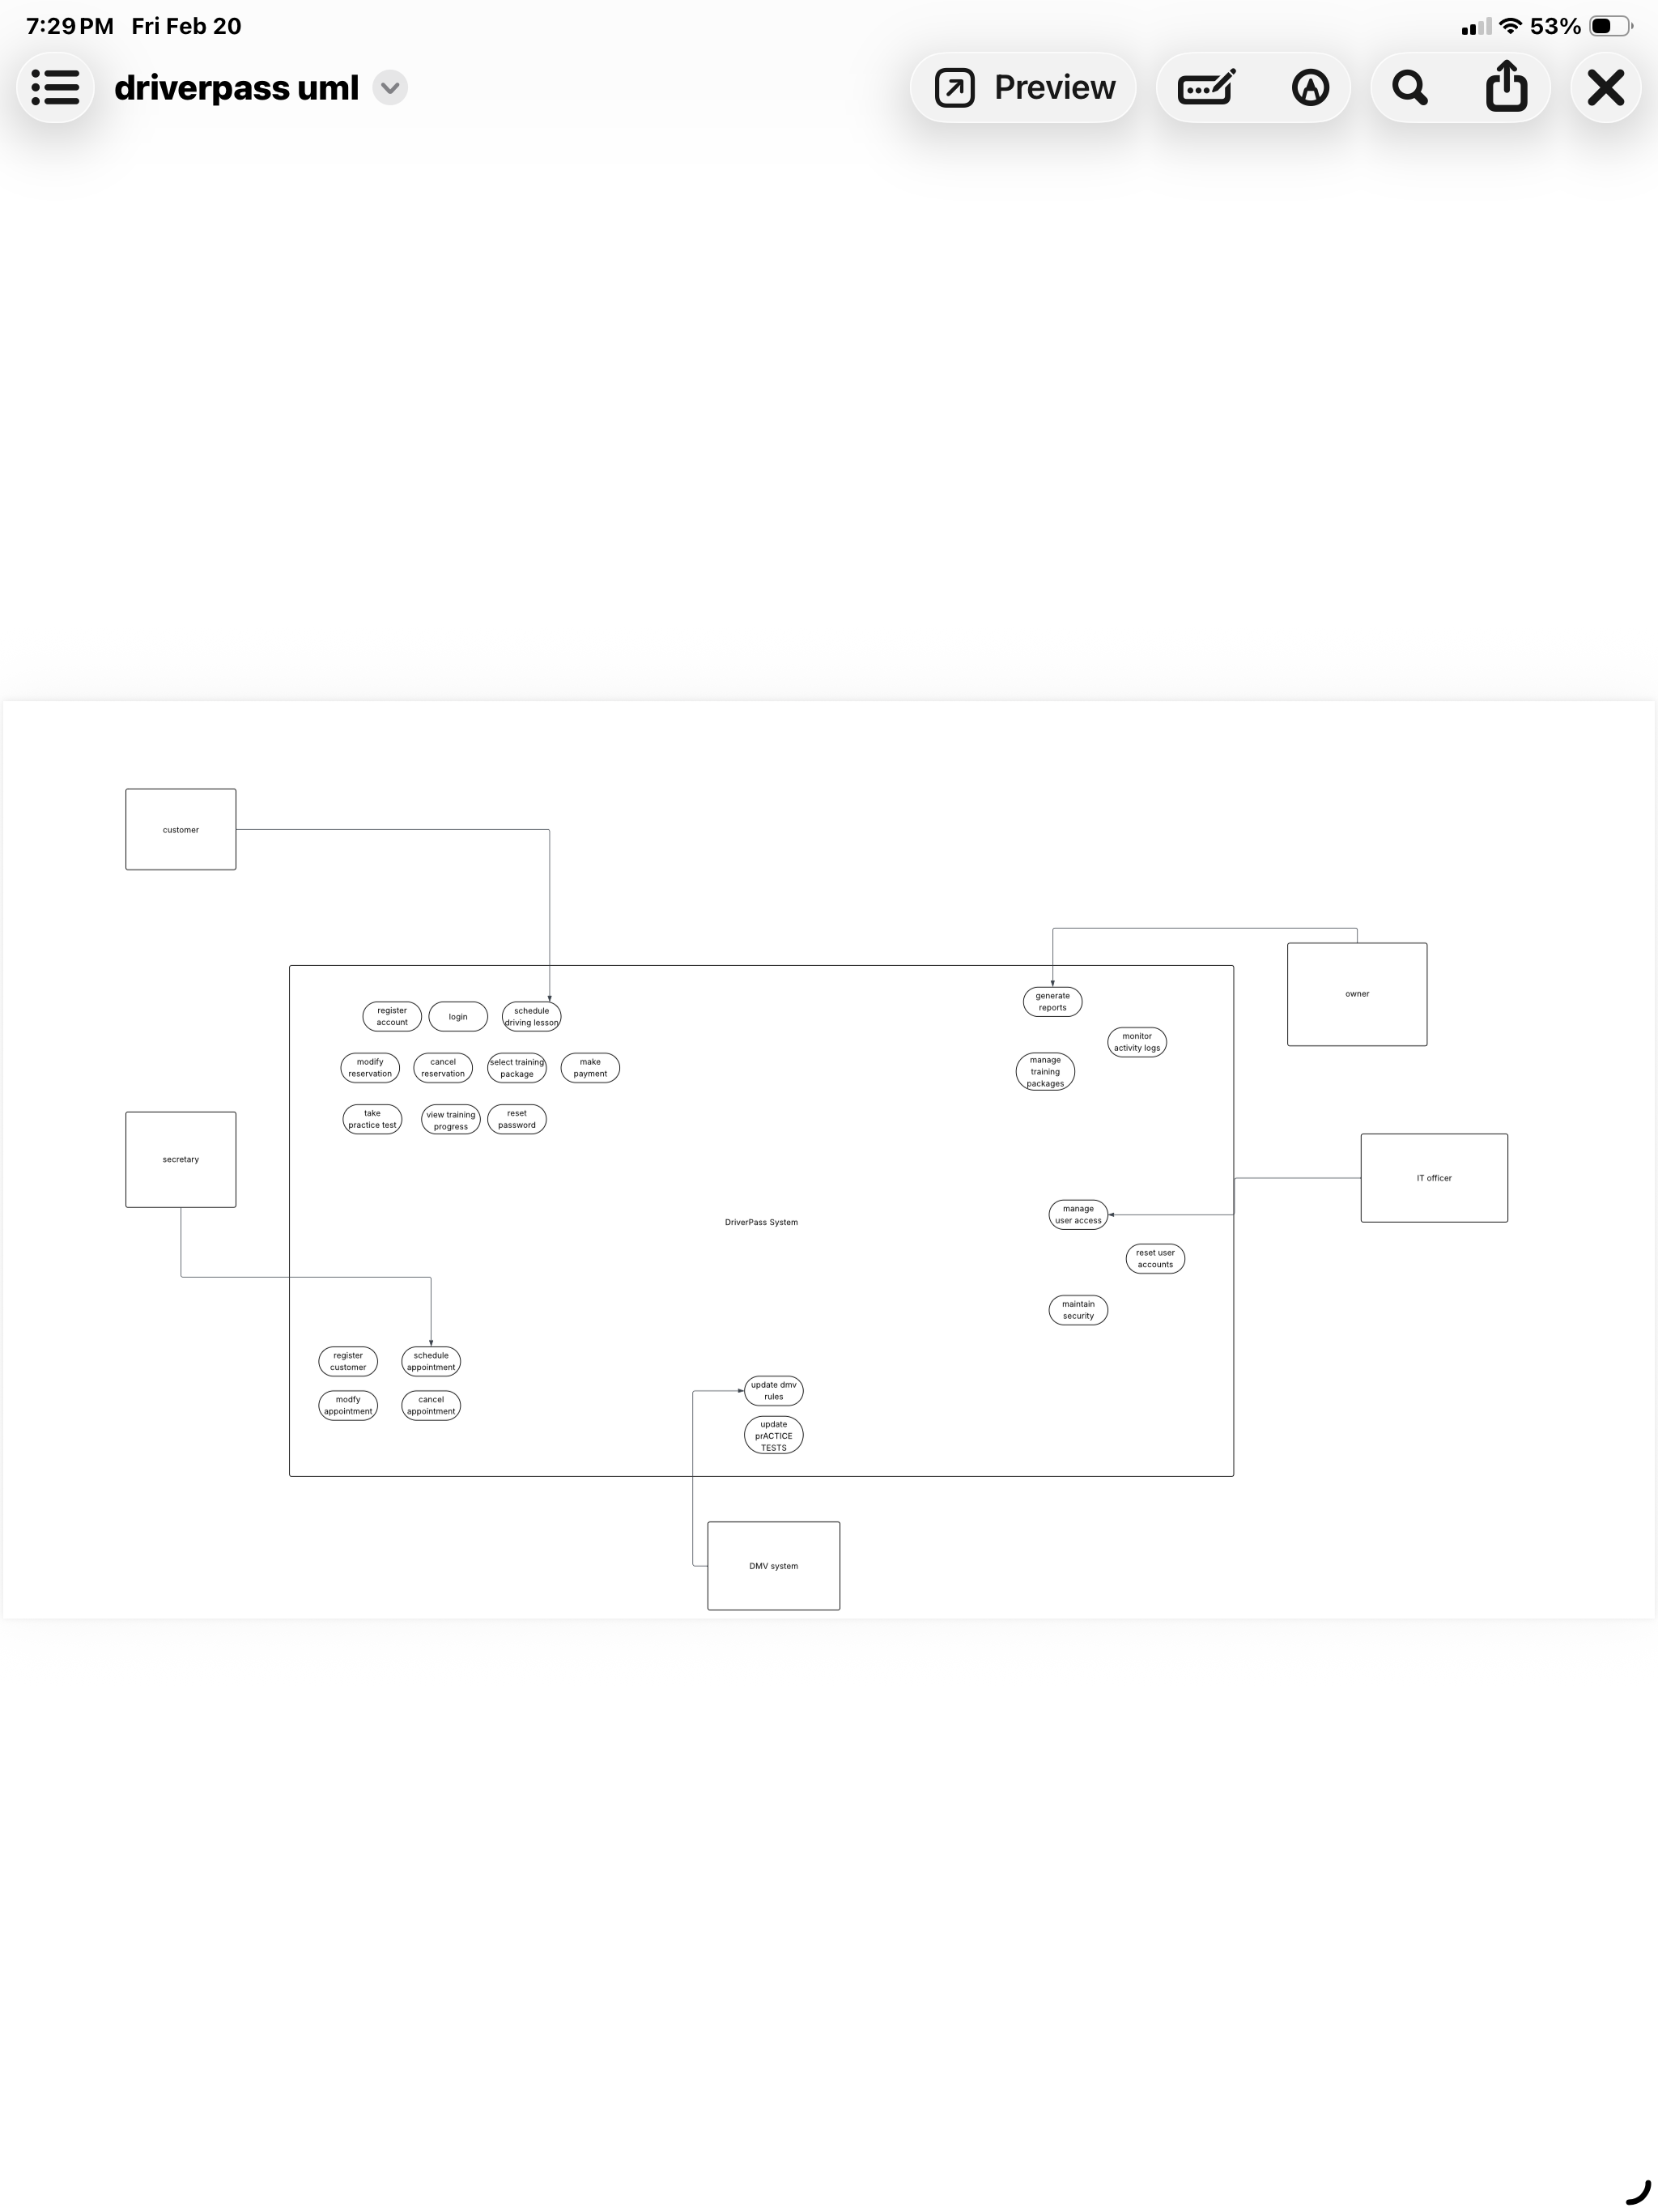 7:29 PM Fri Feb 20
53%
driverpass uml
Preview
customer
owner
generate
reports
register
account
login
schedule
driving lesson
monitor
activity logs
modify
reservation
cancel
reservation
select training
package
make
payment
manage
training
packages
take
practice test
view training
progress
reset
password
secretary
IT officer
manage
user access
DriverPass System
reset user
accounts
maintain
security
register
customer
schedule
appointment
modfy
appointment
cancel
appointment
update dmv
rules
update
prACTICE
TESTS
DMV system